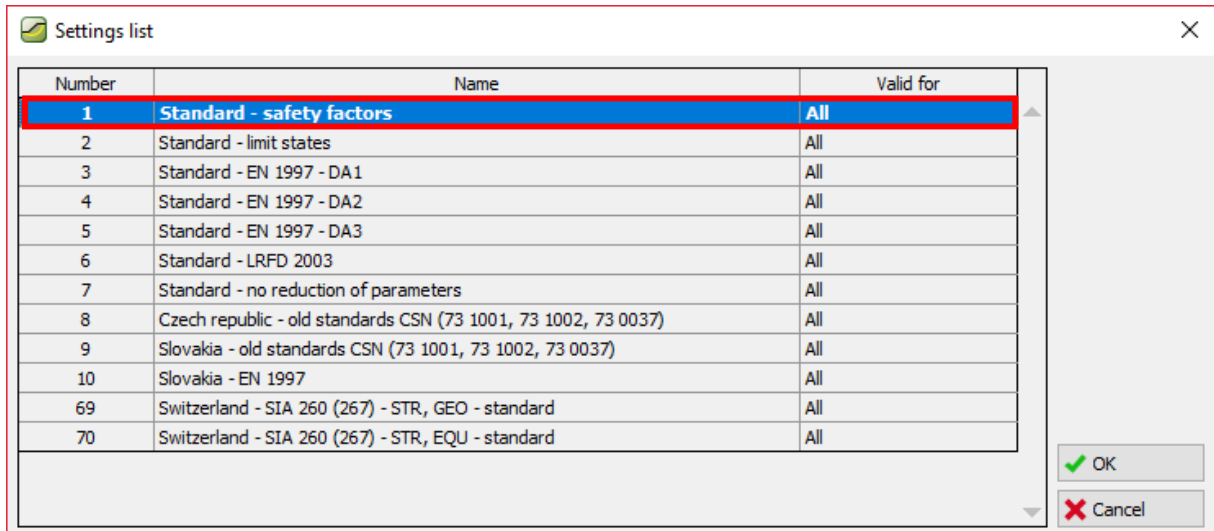 Settings list
Number Name Valid for
1 Standard - safety factors All
2 Standard - limit states All
3 Standard - EN 1997 - DA1 All
4 Standard - EN 1997 - DA2 All
5 Standard - EN 1997 - DA3 All
6 Standard - LRFD 2003 All
7 Standard - no reduction of parameters All
8 Czech republic - old standards CSN (73 1001, 73 1002, 73 0037) All
9 Slovakia - old standards CSN (73 1001, 73 1002, 73 0037) All
10 Slovakia - EN 1997 All
69 Switzerland - SIA 260 (267) - STR, GEO - standard All
70 Switzerland - SIA 260 (267) - STR, EQU - standard All
OK
Cancel